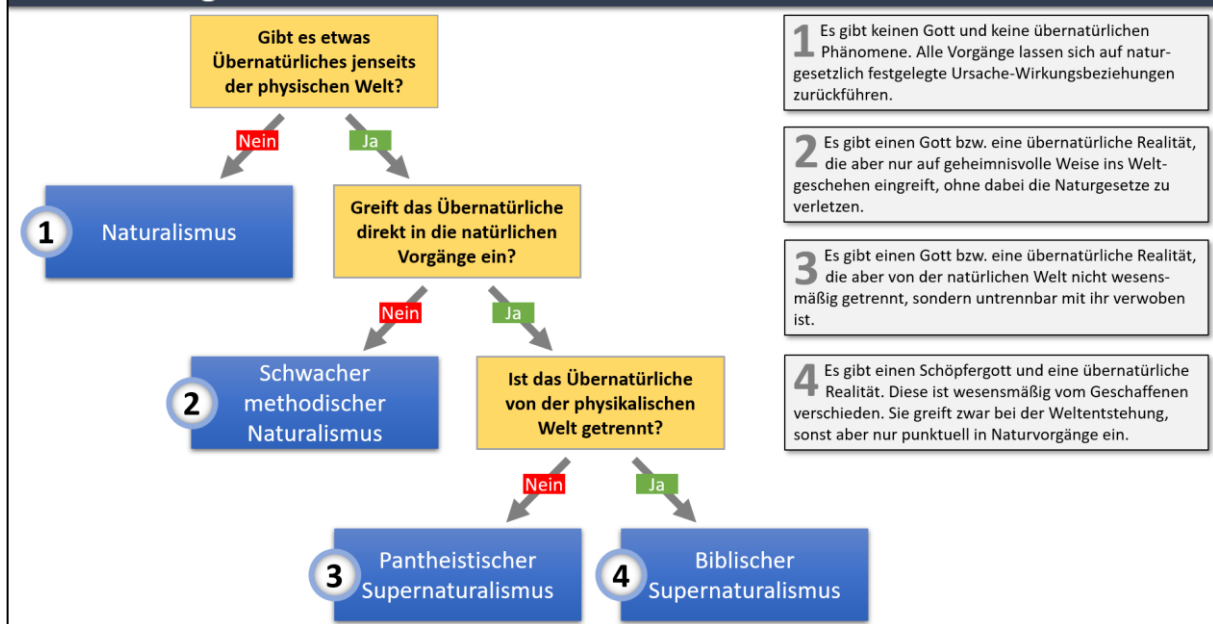 Gibt es etwas
Übernatürliches jenseits
der physischen Welt?
Nein
Ja
1
Naturalismus
Greift das Übernatürliche
direkt in die natürlichen
Vorgänge ein?
Nein
Ja
2
Schwacher
methodischer
Naturalismus
Ist das Übernatürliche
von der physikalischen
Welt getrennt?
Nein
Ja
3
Pantheistischer
Supernaturalismus
4
Biblischer
Supernaturalismus
1 Es gibt keinen Gott und keine übernatürlichen
Phänomene. Alle Vorgänge lassen sich auf natur-
gesetzlich festgelegte Ursache-Wirkungsbeziehungen
zurückführen.
2 Es gibt einen Gott bzw. eine übernatürliche Realität,
die aber nur auf geheimnisvolle Weise ins Welt-
geschehen eingreift, ohne dabei die Naturgesetze zu
verletzen.
3 Es gibt einen Gott bzw. eine übernatürliche Realität,
die aber von der natürlichen Welt nicht wesens-
mäßig getrennt, sondern untrennbar mit ihr verwoben
ist.
4 Es gibt einen Schöpfergott und eine übernatürliche
Realität. Diese ist wesensmäßig vom Geschaffenen
verschieden. Sie greift zwar bei der Weltentstehung,
sonst aber nur punktuell in Naturvorgänge ein.